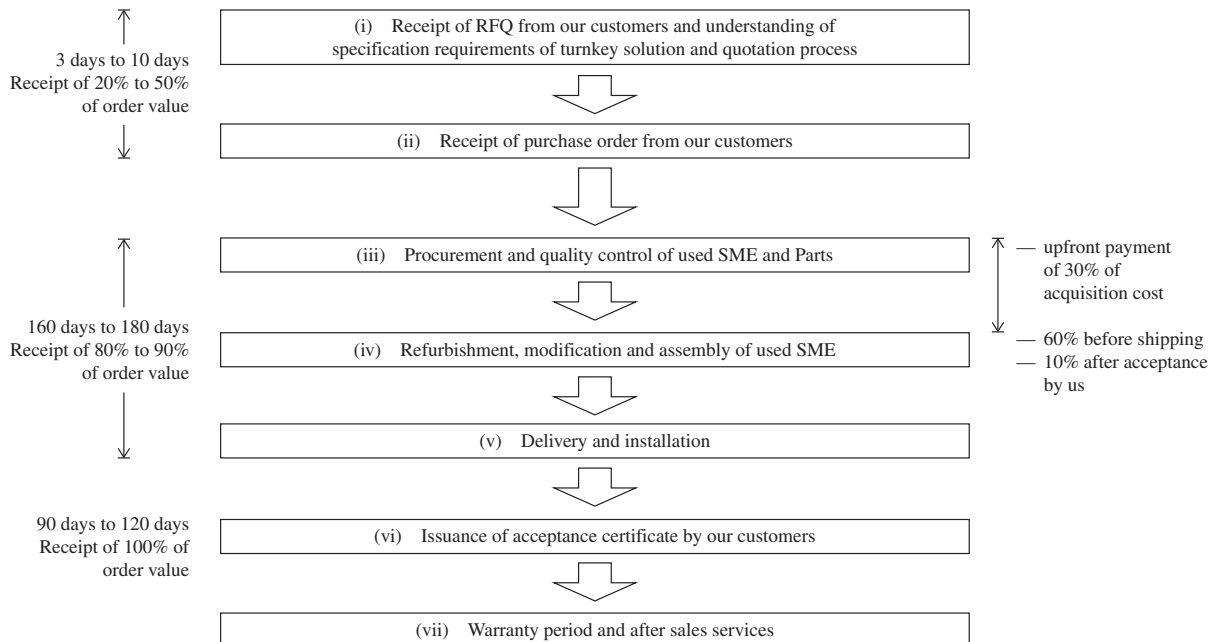 (i) Receipt of RFQ from our customers and understanding of
specification requirements of turnkey solution and quotation process
3 days to 10 days
Receipt of 20% to 50%
of order value
(ii) Receipt of purchase order from our customers
(iii) Procurement and quality control of used SME and Parts
— upfront payment
of 30% of
acquisition cost
160 days to 180 days
Receipt of 80% to 90%
of order value
(iv) Refurbishment, modification and assembly of used SME
— 60% before shipping
— 10% after acceptance
by us
(v) Delivery and installation
90 days to 120 days
Receipt of 100% of
order value
(vi) Issuance of acceptance certificate by our customers
(vii) Warranty period and after sales services